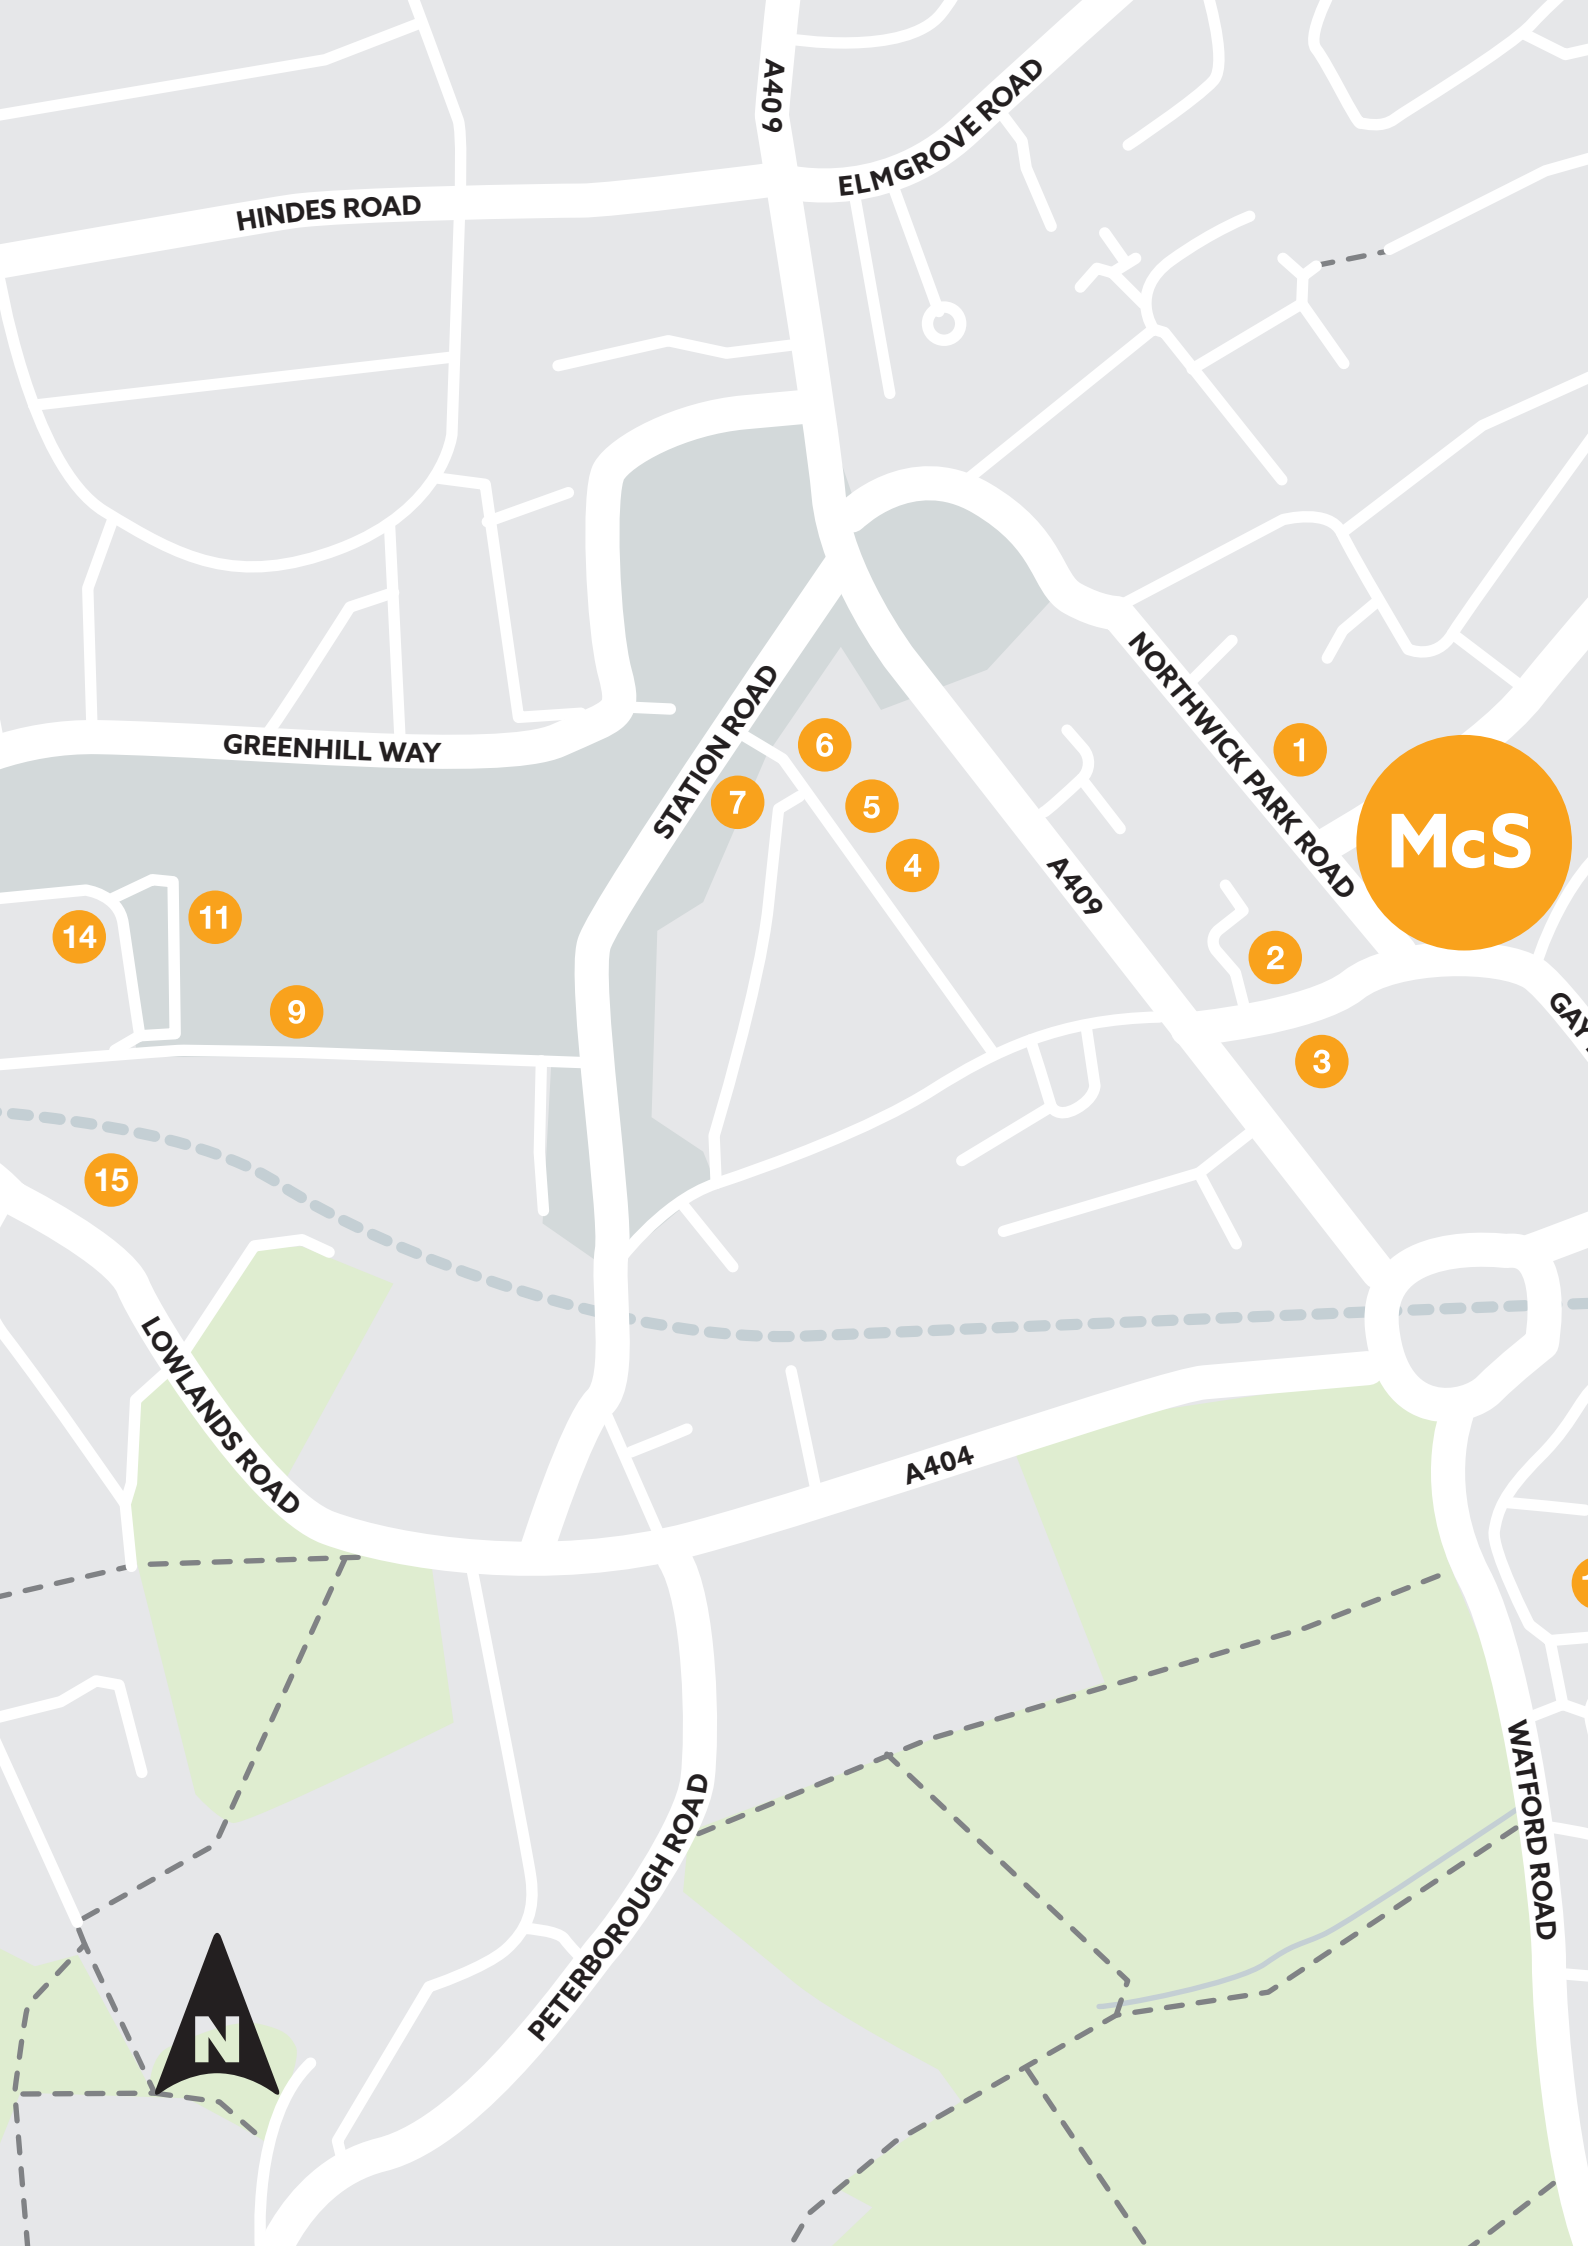 A409
ELMGROVE ROAD
HINDES ROAD
STATION ROAD
NORTHWICK PARK ROAD
GREENHILL WAY
6
1
7
5
McS
4
A409
11
14
2
9
GAY
3
15
LOWLANDS ROAD
A404
WATFORD ROAD
PETERBOROUGH ROAD
N